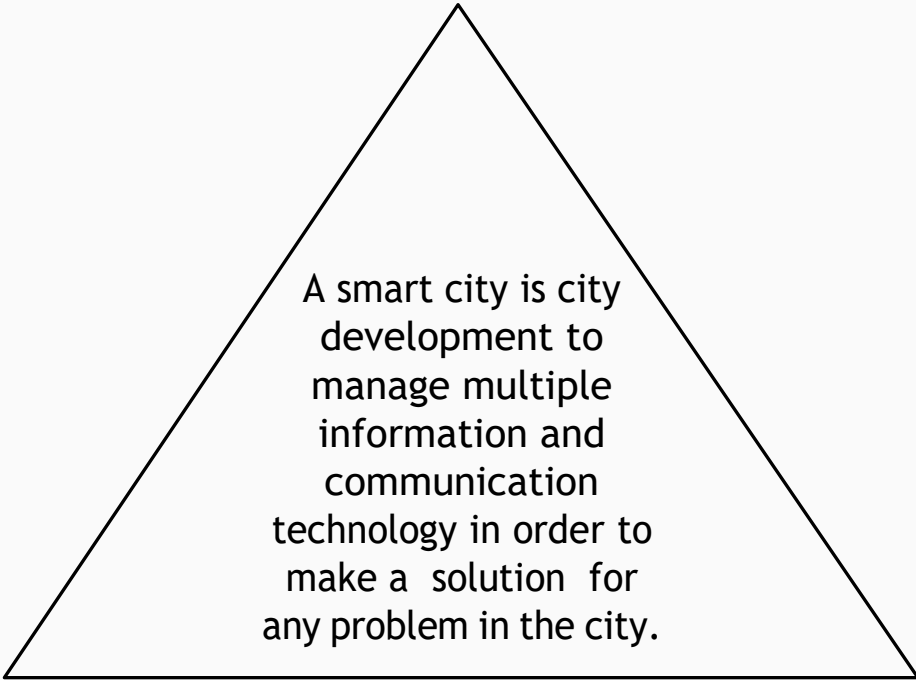 A smart city is city
development to
manage multiple
information and
communication
technology in order to
make a solution for
any problem in the city.